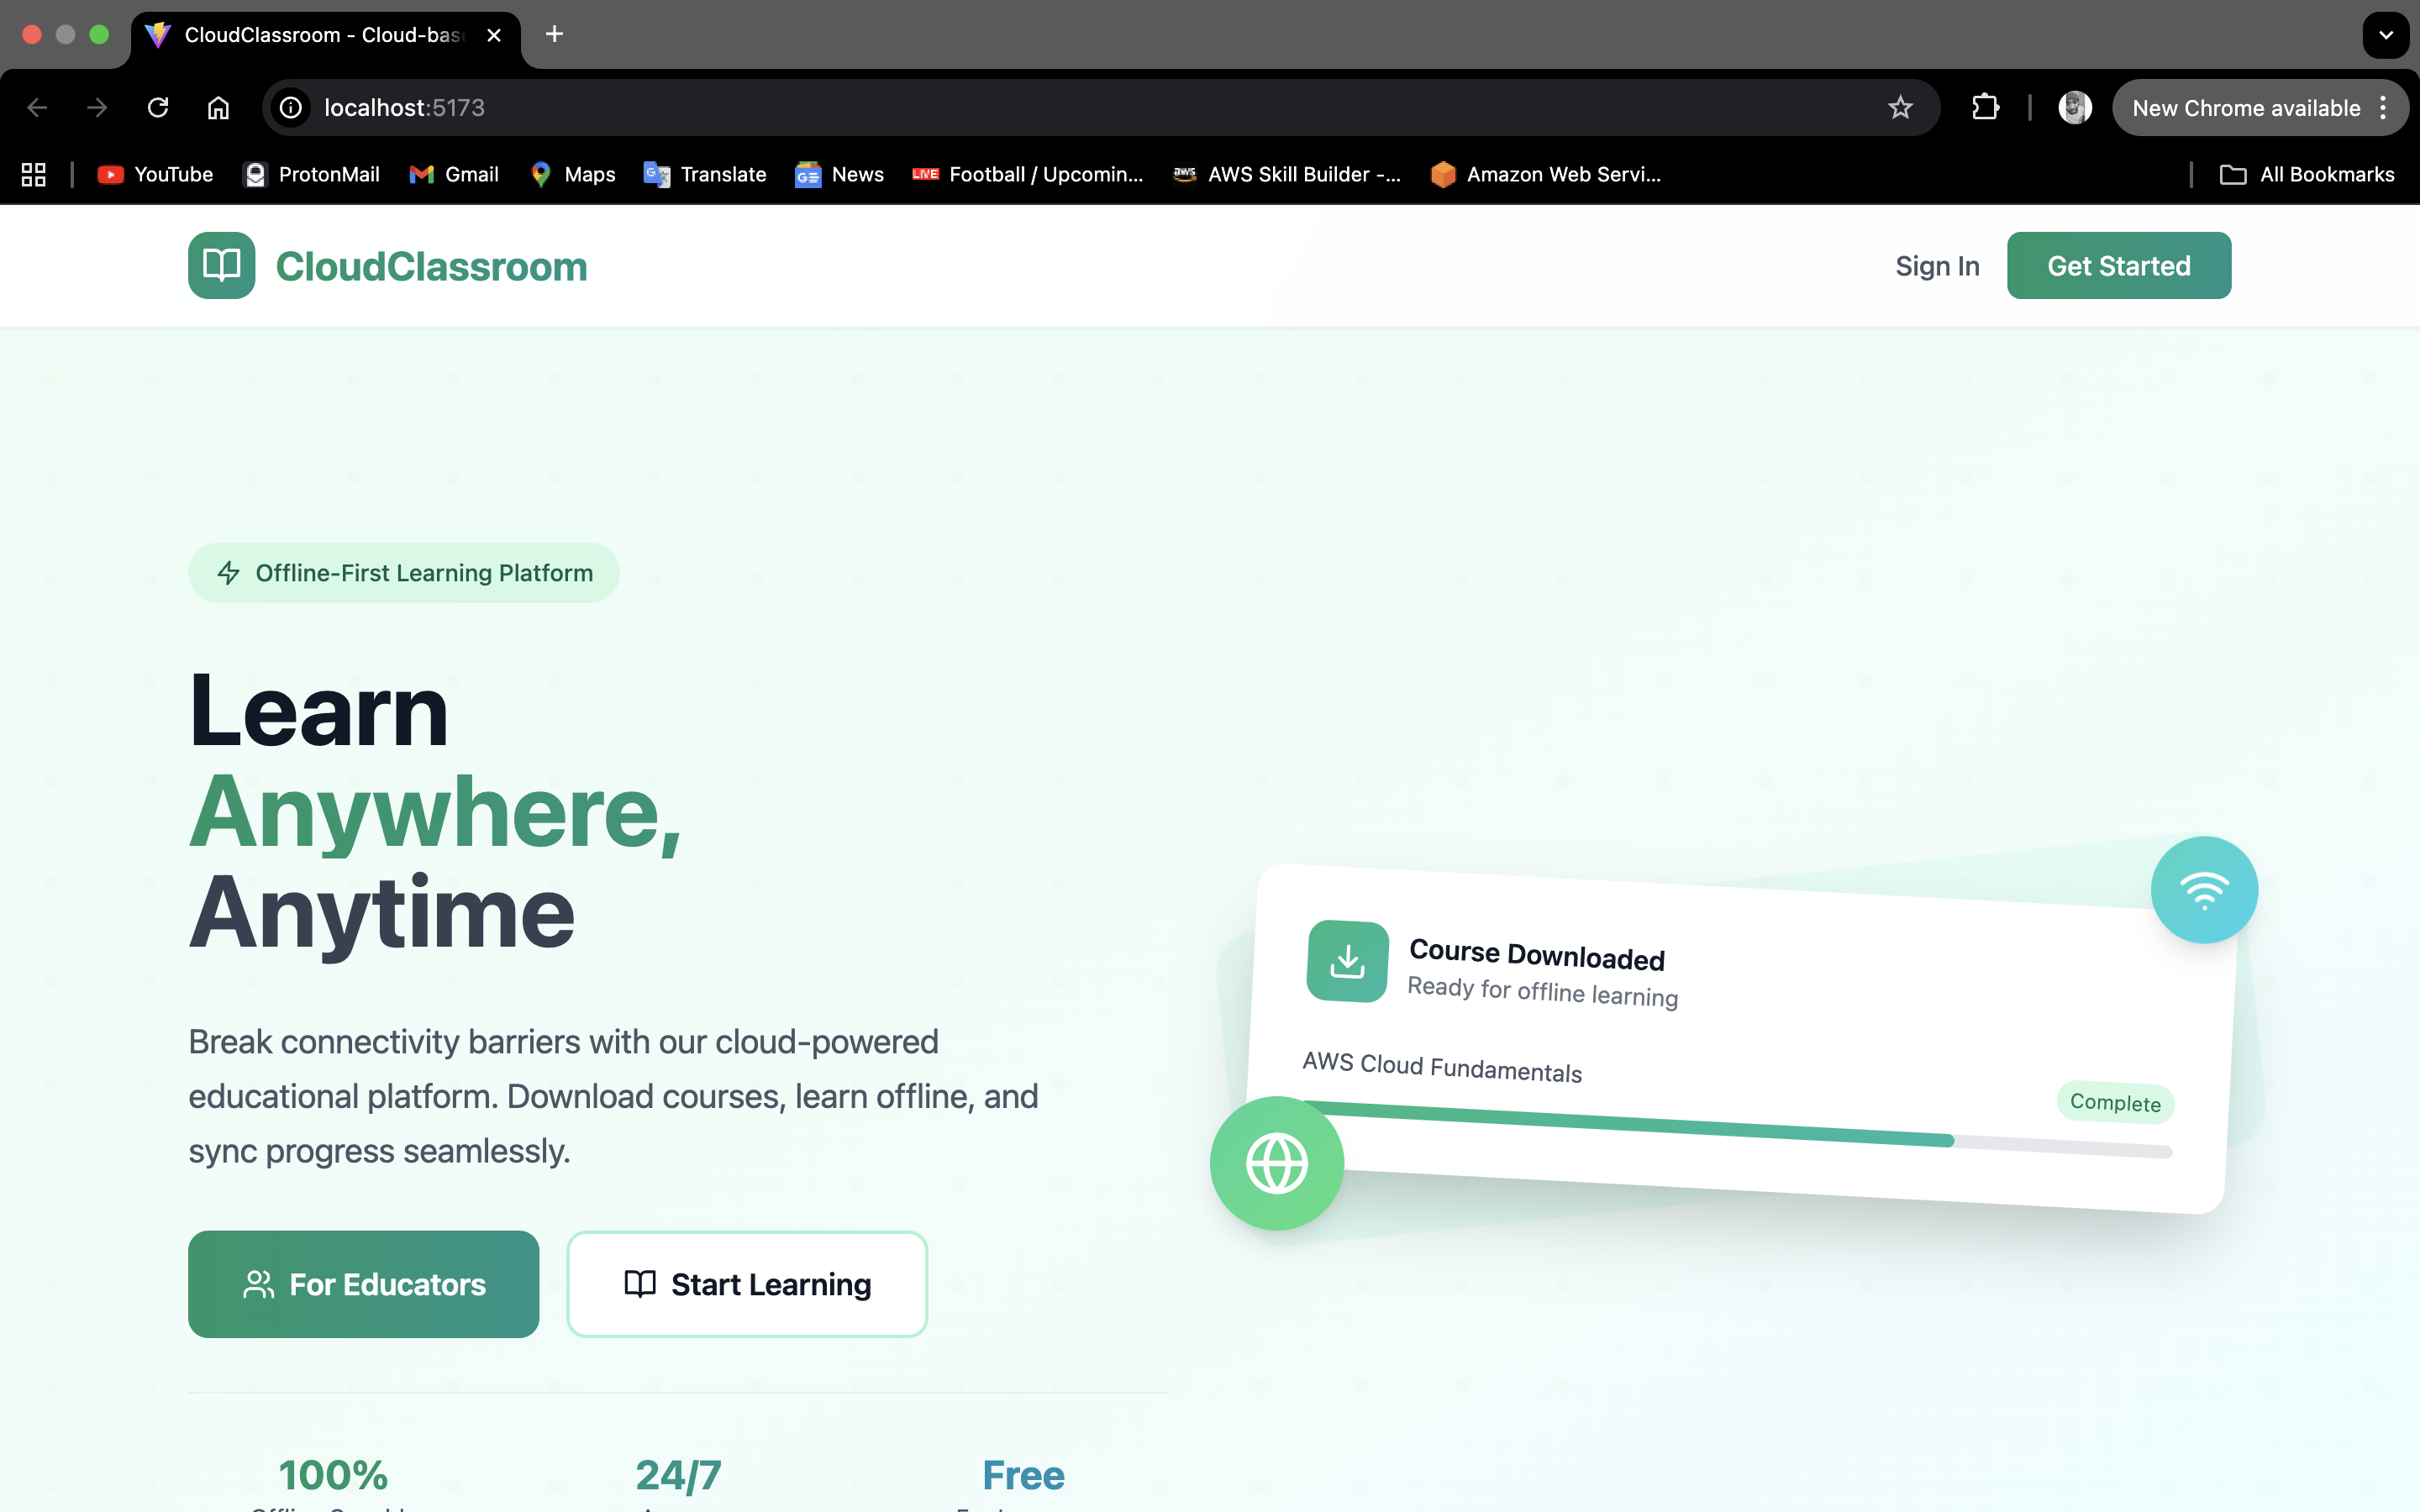 CloudClassroom - Cloud-bas
localhost:5173
New Chrome available
YouTube
ProtonMail
Gmail
Maps
Translate
News
LIVE
Football / Upcomin...
aws
AWS Skill Builder -...
Amazon Web Servi...
All Bookmarks
CloudClassroom
Sign In
Get Started
Offline-First Learning Platform
Learn
Anywhere,
Anytime
Break connectivity barriers with our cloud-powered
educational platform. Download courses, learn offline, and
sync progress seamlessly.
For Educators
Start Learning
Course Downloaded
Ready for offline learning
AWS Cloud Fundamentals
Complete
100%
24/7
Free